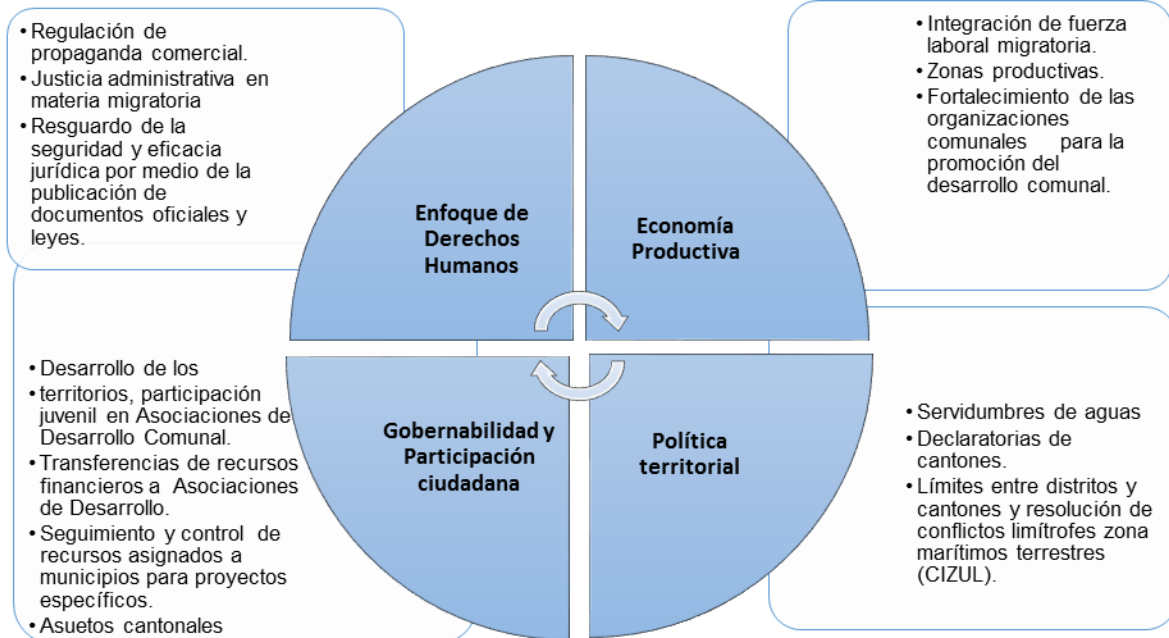 • Regulación de
propaganda comercial.
• Justicia administrativa en
materia migratoria
• Resguardo de la
seguridad y eficacia
jurídica por medio de la
publicación de
documentos oficiales y
leyes.
• Integración de fuerza
laboral migratoria.
• Zonas productivas.
• Fortalecimiento de las
organizaciones
comunales para la
promoción del
desarrollo comunal.
Enfoque de
Derechos
Humanos
Economía
Productiva
Gobernabilidad y
Participación
ciudadana
Política
territorial
• Desarrollo de los
• territorios, participación
juvenil en Asociaciones de
Desarrollo Comunal.
• Transferencias de recursos
financieros a Asociaciones
de Desarrollo.
• Seguimiento y control de
recursos asignados a
municipios para proyectos
específicos.
• Asuetos cantonales
• Servidumbres de aguas
• Declaratorias de
cantones.
• Límites entre distritos y
cantones y resolución de
conflictos limítrofes zona
marítimos terrestres
(CIZUL).